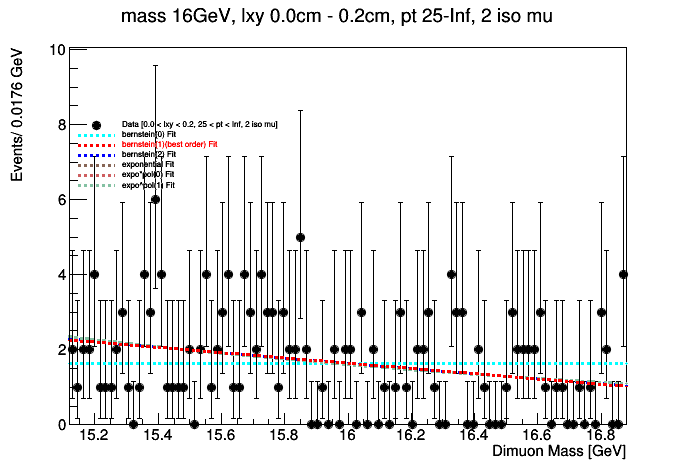 mass 16GeV, lxy 0.0cm - 0.2cm, pt 25-Inf, 2 iso mu
Events/ 0.0176 GeV
10
8
6
4
2
0
Data [0.0 < lxy < 0.2, 25 < pt < Inf, 2 iso mu]
bernstein(0) Fit
bernstein(1)(best order) Fit
bernstein(2) Fit
exponential Fit
expo*pol(0) Fit
expo*pol(1) Fit
15.2 15.4 15.6 15.8 16 16.2 16.4 16.6 16.8
Dimuon Mass [GeV]